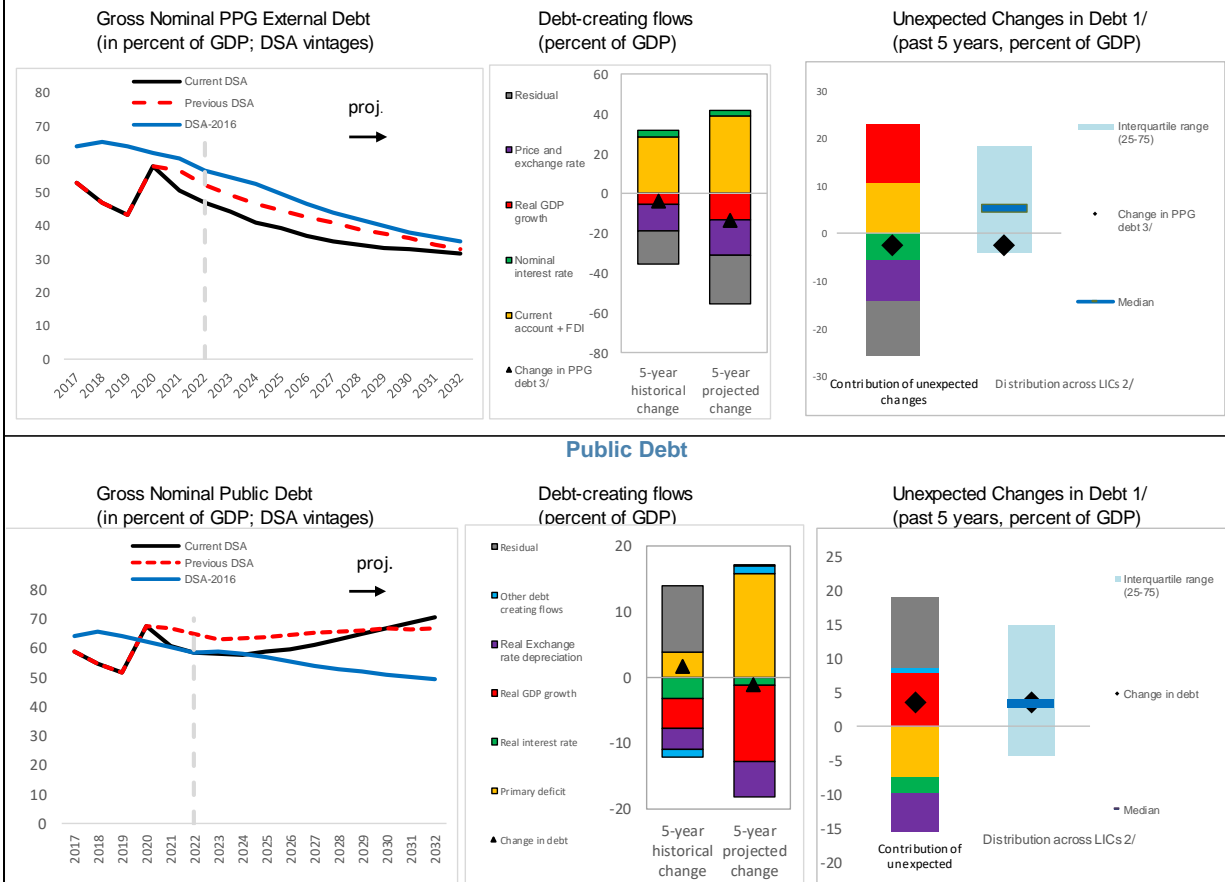 Gross Nominal PPG External Debt
(in percent of GDP; DSA vintages)
Current DSA
Previous DSA
DSA-2016
proj.
80
70
60
50
40
30
20
10
0
2017
2018
2019
2020
2021
2022
2023
2024
2025
2026
2027
2028
2029
2030
2031
2032
Debt-creating flows
(percent of GDP)
Residual
Price and
exchange rate
Real GDP
growth
Nominal
interest rate
Current
account + FDI
Change in PPG
debt 3/
60
40
20
0
-20
-40
-60
-80
5-year
historical
change
5-year
projected
change
Unexpected Changes in Debt 1/
(past 5 years, percent of GDP)
30
20
10
0
-10
-20
-30
Contribution of unexpected
changes
Distribution across LICs 2/
Interquartile range
(25-75)
Change in PPG
debt 3/
Median
Public Debt
Gross Nominal Public Debt
(in percent of GDP; DSA vintages)
Current DSA
Previous DSA
DSA-2016
proj.
80
70
60
50
40
30
20
10
0
2017
2018
2019
2020
2021
2022
2023
2024
2025
2026
2027
2028
2029
2030
2031
2032
Debt-creating flows
(percent of GDP)
Residual
Other debt
creating flows
Real Exchange
rate depreciation
Real GDP growth
Real interest rate
Primary deficit
Change in debt
20
10
0
-10
-20
5-year
historical
change
5-year
projected
change
Unexpected Changes in Debt 1/
(past 5 years, percent of GDP)
25
20
15
10
5
0
-5
-10
-15
-20
Contribution of
unexpected
Distribution across LICs 2/
Interquartile range
(25-75)
Change in debt
Median